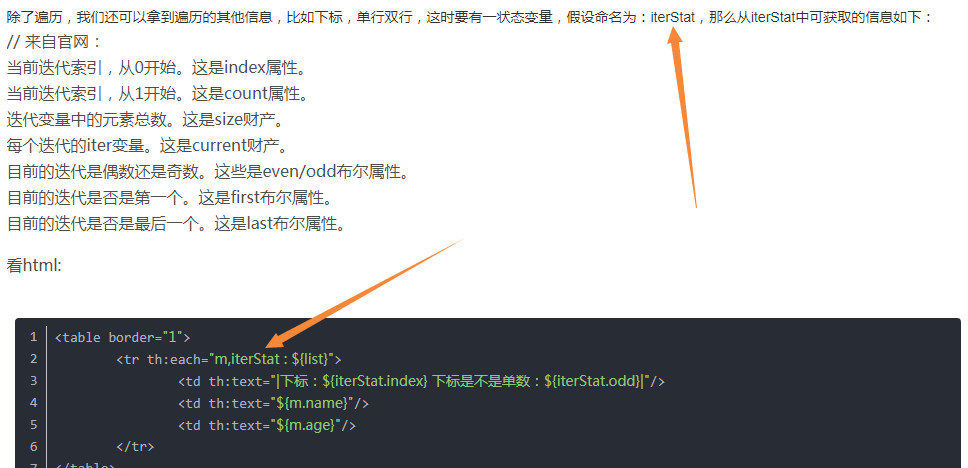 除了遍历，我们还可以拿到遍历的其他信息，比如下标，单行双行，这时要有一状态变量，假设命名为：iterStat，那么从iterStat中可获取的信息如下：
// 来自官网：
当前迭代索引，从0开始。这是index属性。
当前迭代索引，从1开始。这是count属性。
迭代变量中的元素总数。这是size财产。
每个迭代的iter变量。这是current财产。
目前的迭代是偶数还是奇数。这些是even/odd布尔属性。
目前的迭代是否是第一个。这是first布尔属性。
目前的迭代是否是最后一个。这是last布尔属性。
看html:
1 <table border="1">
2 <tr th:each="m,iterStat : ${list}">
3 <td th:text="|下标：${iterStat.index} 下标是不是单数：${iterStat.odd}|"/>
4 <td th:text="${m.name}"/>
5 <td th:text="${m.age}"/>
6 </tr>
7 </table>